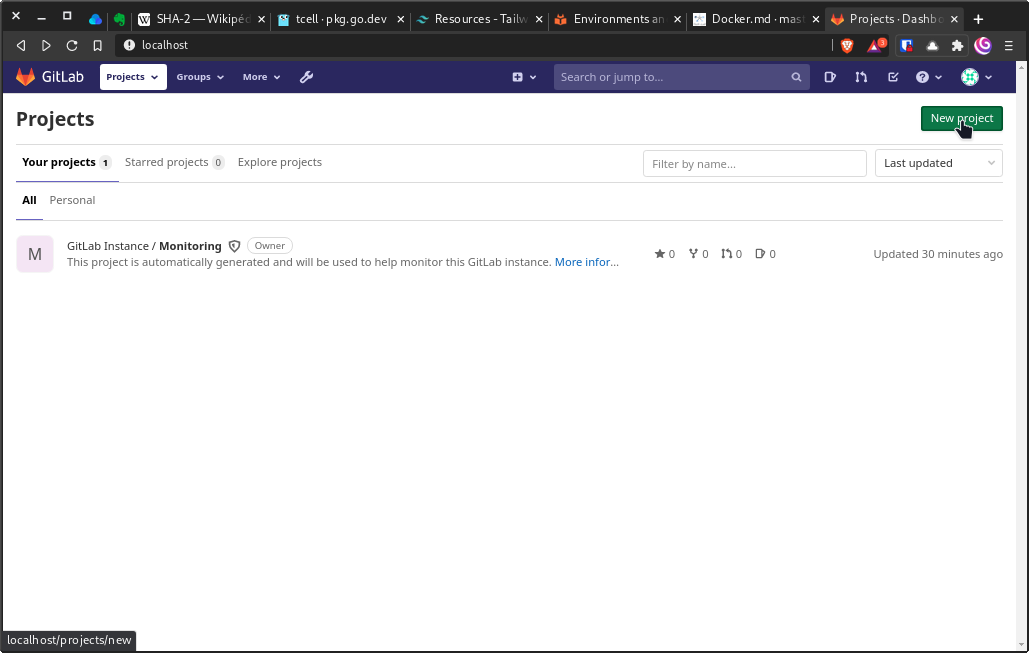 SHA-2 — Wikipéd
tcell · pkg.go.dev
Resources - Tailw
Environments an
Docker.md · mast
Projects · Dashbo
localhost
3
GitLab
Projects
Groups
More
Search or jump to...
Projects
New project
Your projects 1
Starred projects 0
Explore projects
Filter by name...
Last updated
All
Personal
M
GitLab Instance / Monitoring
Owner
This project is automatically generated and will be used to help monitor this GitLab instance. More infor...
0
0
0
0
Updated 30 minutes ago
localhost/projects/new